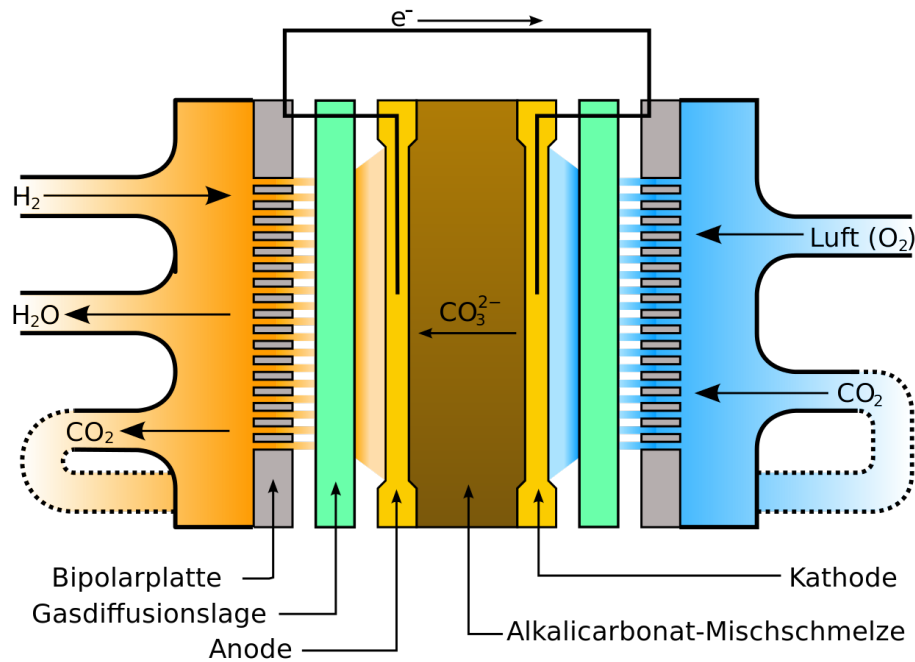 e⁻
H₂
Luft (O₂)
H₂O
CO₃²⁻
CO₂
CO₂
Bipolarplatte
Kathode
Gasdiffusionslage
Alkalicarbonat-Mischschmelze
Anode